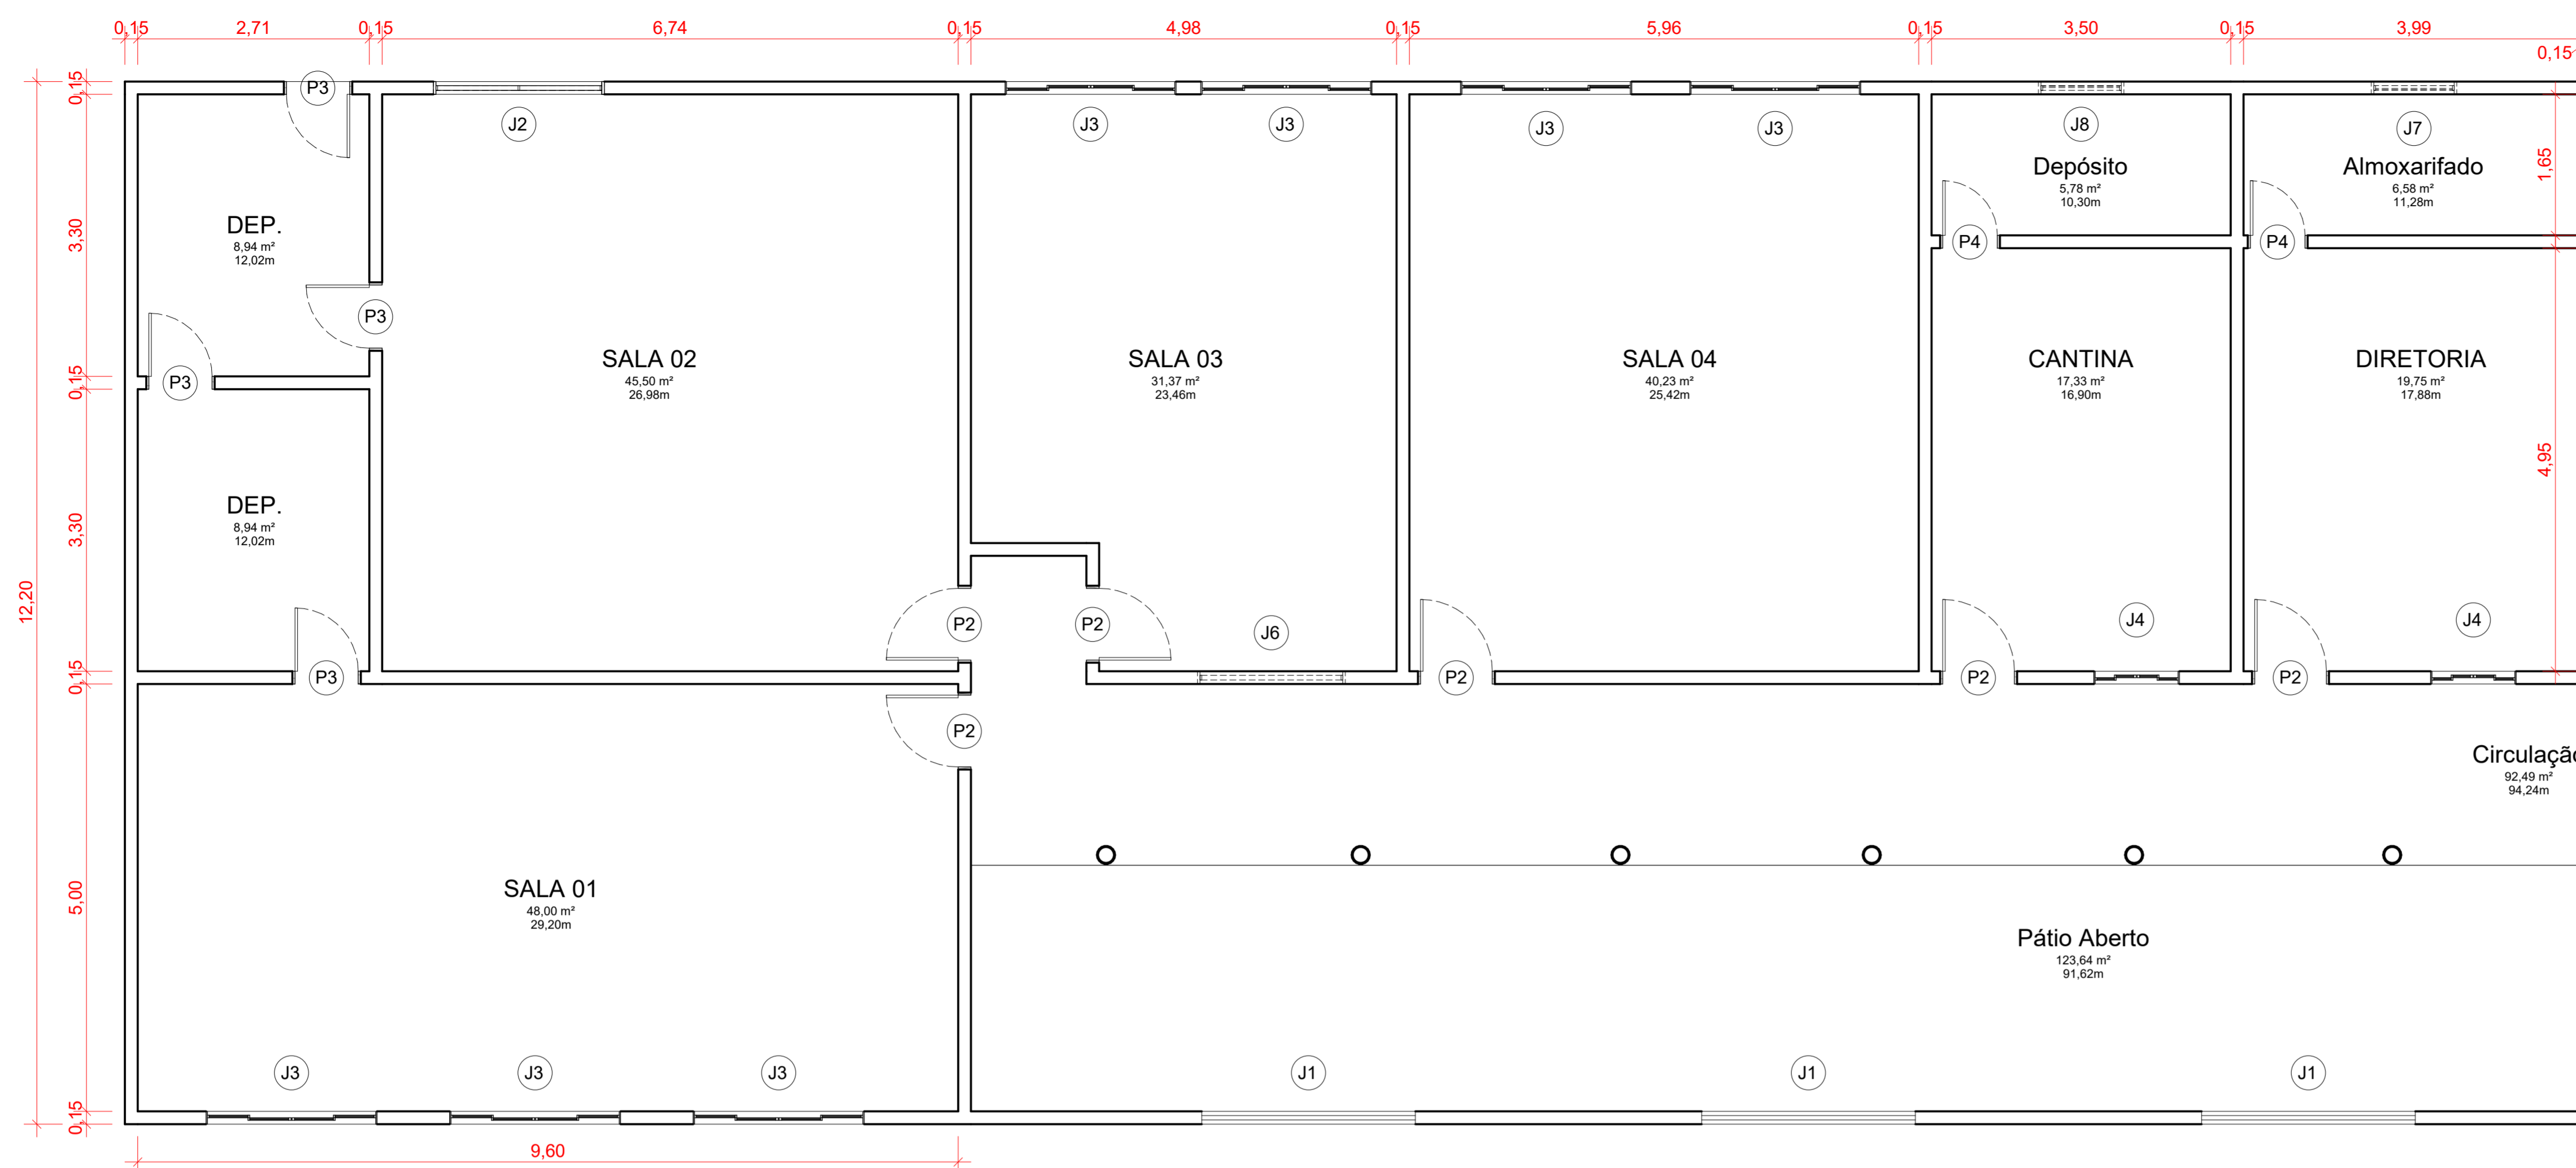 0,15 2,71 0,15 6,74 0,15 4,98 0,15 5,96 0,15 3,50 0,15 3,99
0,15
0,15
P3
J2
J3
J3
J3
J3
J8
J7
1,65
Depósito
5,78 m²
10,30m
Almoxarifado
6,58 m²
11,28m
3,30
DEP.
8,94 m²
12,02m
P4
P4
P3
SALA 02
45,50 m²
26,98m
SALA 03
31,37 m²
23,46m
SALA 04
40,23 m²
25,42m
CANTINA
17,33 m²
16,90m
DIRETORIA
19,75 m²
17,88m
0,15
P3
4,95
3,30
DEP.
8,94 m²
12,02m
12,20
P2
P2
J6
J4
J4
0,15
P3
P2
P2
P2
P2
Circulação
92,49 m²
94,24m
5,00
SALA 01
48,00 m²
29,20m
Pátio Aberto
123,64 m²
91,62m
J3
J3
J3
J1
J1
J1
0,15
9,60